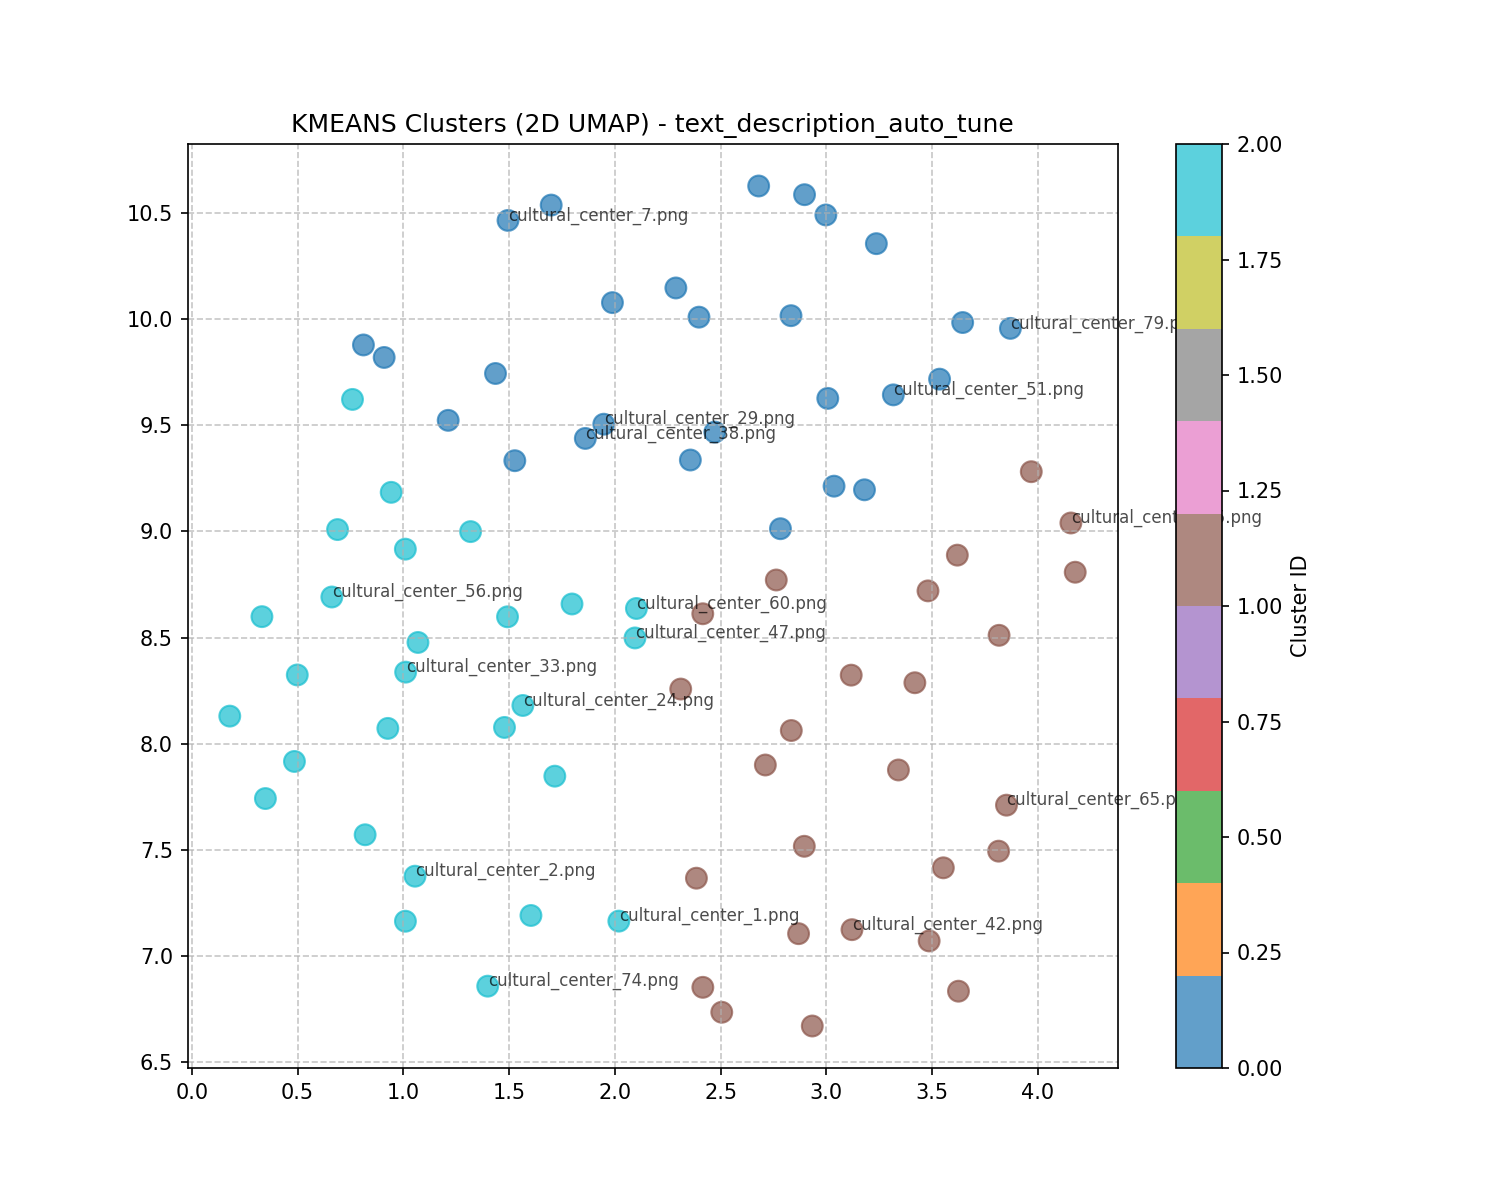 KMEANS Clusters (2D UMAP) - text_description_auto_tune
10.5
10.0
9.5
9.0
8.5
8.0
7.5
7.0
6.5
0.0
0.5
1.0
1.5
2.0
2.5
3.0
3.5
4.0
cultural_center_7.png
cultural_center_79.p
cultural_center_51.png
cultural_center_29.png
cultural_center_38.png
cultural_center_56.png
cultural_center_60.png
cultural_center_47.png
cultural_center_33.png
cultural_center_24.png
cultural_center_65.p
cultural_center_2.png
cultural_center_1.png
cultural_center_42.png
cultural_center_74.png
2.00
1.75
1.50
1.25
1.00
0.75
0.50
0.25
0.00
Cluster ID